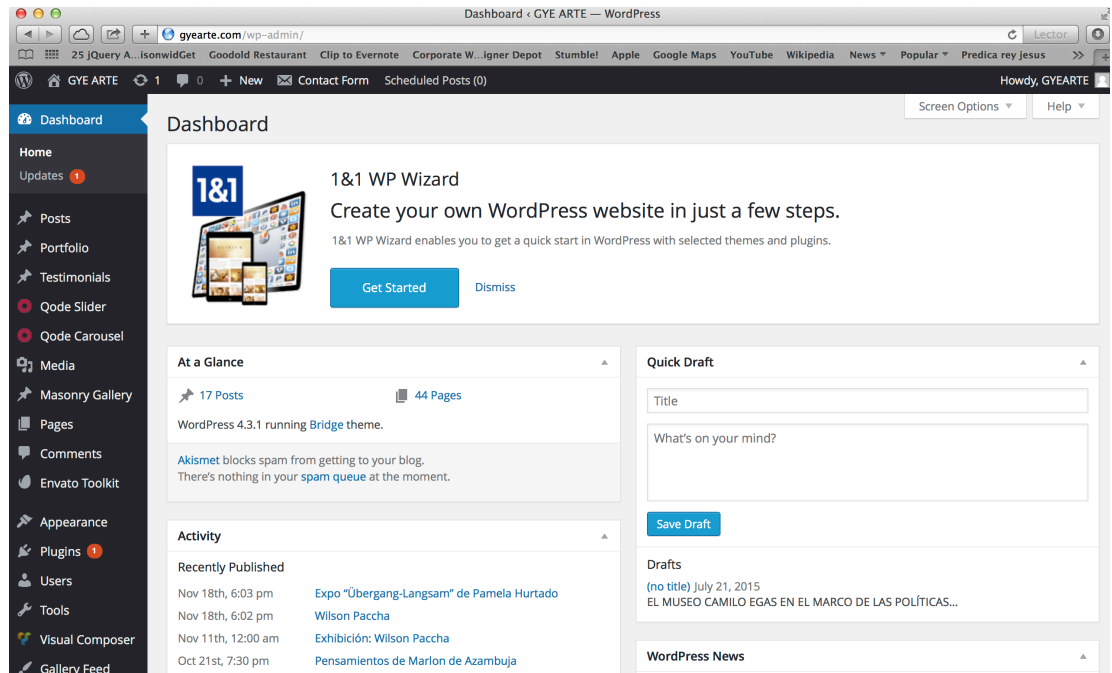 Dashboard ‹ GYE ARTE — WordPress
gyearte.com/wp-admin/
Lector
25 jQuery A...isonwidGet Goodold Restaurant Clip to Evernote Corporate W...igner Depot Stumble! Apple Google Maps YouTube Wikipedia News Popular Predica rey jesus
GYE ARTE 1 0 + New Contact Form Scheduled Posts (0) Howdy, GYEARTE
Screen Options Help
Dashboard
Home
Updates 1
Posts
Portfolio
Testimonials
Qode Slider
Qode Carousel
Media
Masonry Gallery
Pages
Comments
Envato Toolkit
Appearance
Plugins 1
Users
Tools
Visual Composer
Gallery Feed
Dashboard
1&1
1&1 WP Wizard
Create your own WordPress website in just a few steps.
1&1 WP Wizard enables you to get a quick start in WordPress with selected themes and plugins.
Get Started Dismiss
At a Glance
17 Posts 44 Pages
WordPress 4.3.1 running Bridge theme.
Akismet blocks spam from getting to your blog.
There's nothing in your spam queue at the moment.
Activity
Recently Published
Nov 18th, 6:03 pm Expo “Übergang-Langsam” de Pamela Hurtado
Nov 18th, 6:02 pm Wilson Paccha
Nov 11th, 12:00 am Exhibición: Wilson Paccha
Oct 21st, 7:30 pm Pensamientos de Marlon de Azambuja
Quick Draft
Title
What's on your mind?
Save Draft
Drafts
(no title) July 21, 2015
EL MUSEO CAMILO EGAS EN EL MARCO DE LAS POLÍTICAS…
WordPress News